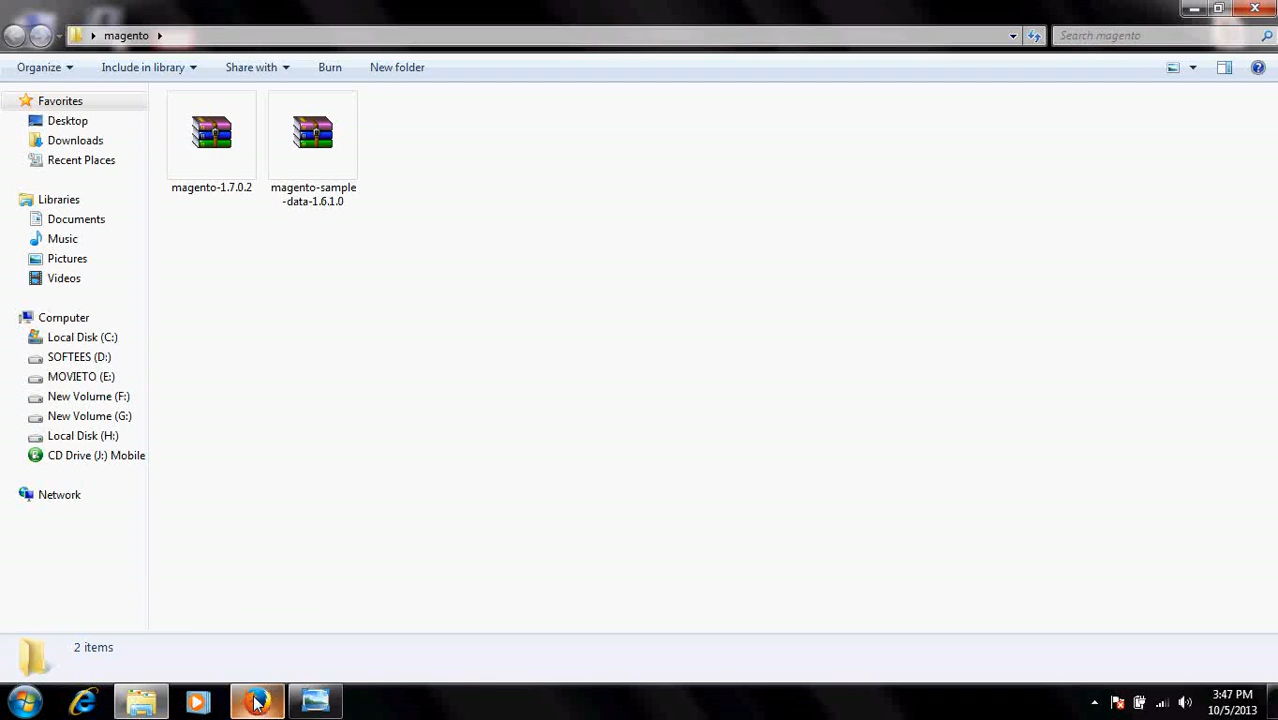 magento
Search magento
Organize
Include in library
Share with
Burn
New folder
Favorites
Desktop
Downloads
Recent Places
Libraries
Documents
Music
Pictures
Videos
Computer
Local Disk (C:)
SOFTEES (D:)
MOVIETO (E:)
New Volume (F:)
New Volume (G:)
Local Disk (H:)
CD Drive (J:) Mobile
Network
magento-1.7.0.2
magento-sample
-data-1.6.1.0
2 items
3:47 PM
10/5/2013